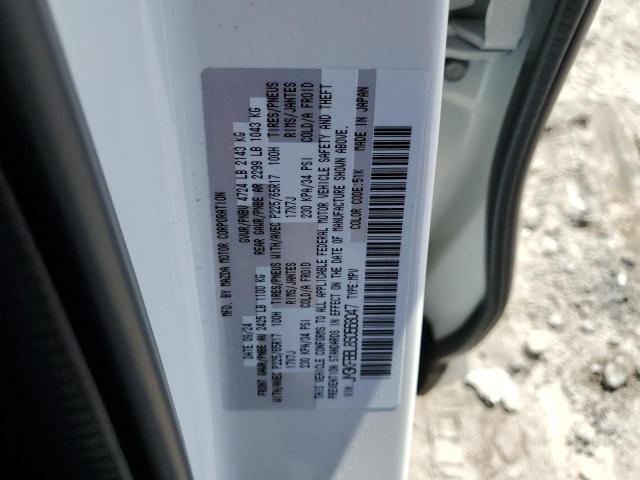 MFD. BY MAZDA MOTOR CORPORATION
DATE 09/24 GVWR/PNBV 4724 LB 2143 KG
FRONT GAWR/PNBE AV 2425 LB 1100 KG REAR GAWR/PNBE AR 2299 LB 1043 KG
WITH/AVEC P225/65R17 100H TIRES/PNEUS WITH/AVEC P225/65R17 100H TIRES/PNEUS
17X7J RIMS/JANTES 17X7J RIMS/JANTES
230 KPA/34 PSI COLD/A FROID 230 KPA/34 PSI COLD/A FROID
THIS VEHICLE CONFORMS TO ALL APPLICABLE FEDERAL MOTOR VEHICLE SAFETY AND THEFT
PREVENTION STANDARDS IN EFFECT ON THE DATE OF MANUFACTURE SHOWN ABOVE.
VIN: TYPE:MPV COLOR CODE:51K
MADE IN JAPAN